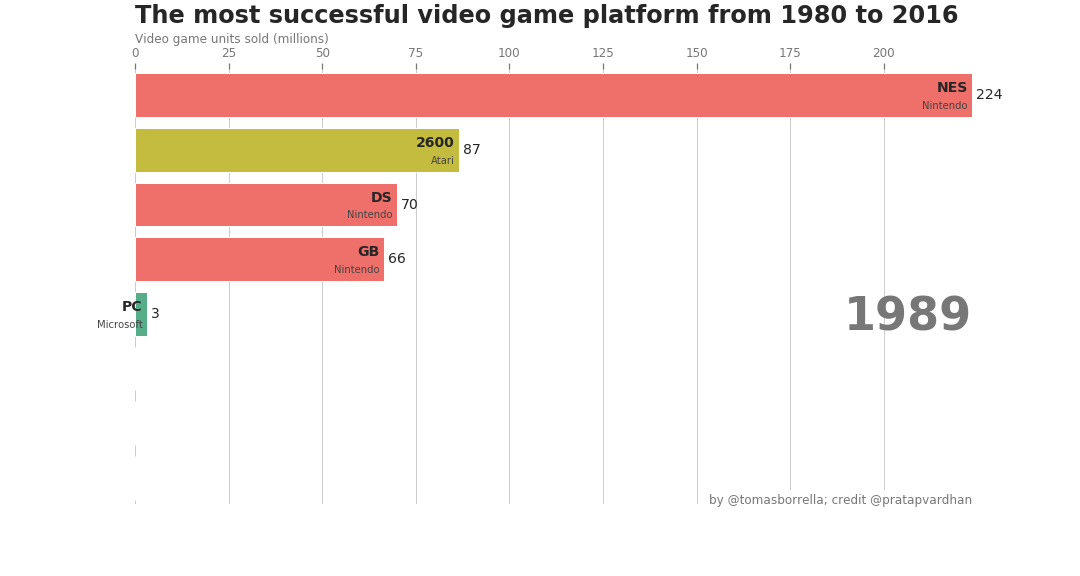 The most successful video game platform from 1980 to 2016
Video game units sold (millions)
0 25 50 75 100 125 150 175 200
NES 224
Nintendo
2600 87
Atari
DS 70
Nintendo
GB 66
Nintendo
PC 3
Microsoft
1989
by @tomasborrella; credit @pratapvardhan